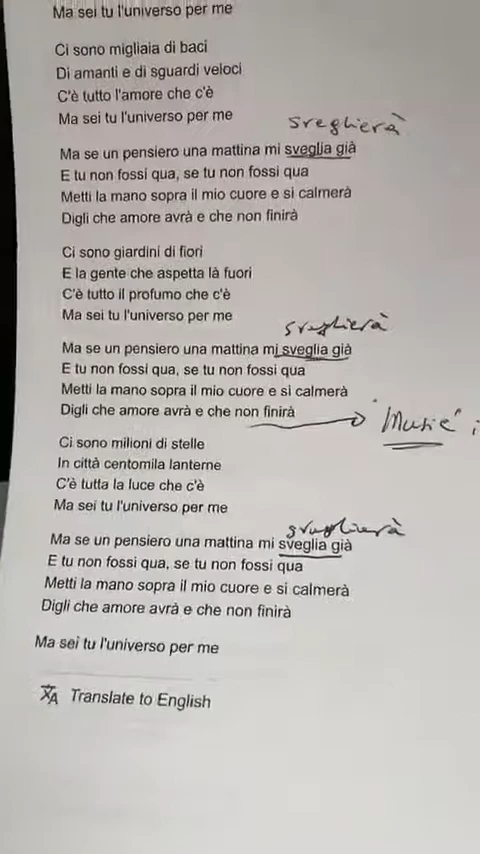 Ma sei tu l'universo per me
Ci sono migliaia di baci
Di amanti e di sguardi veloci
C'è tutto l'amore che c'è
Ma sei tu l'universo per me
sveglierà
Ma se un pensiero una mattina mi sveglia già
E tu non fossi qua, se tu non fossi qua
Metti la mano sopra il mio cuore e si calmerà
Digli che amore avrà e che non finirà
Ci sono giardini di fiori
E la gente che aspetta là fuori
C'è tutto il profumo che c'è
Ma sei tu l'universo per me
sveglierà
Ma se un pensiero una mattina mi sveglia già
E tu non fossi qua, se tu non fossi qua
Metti la mano sopra il mio cuore e si calmerà
Digli che amore avrà e che non finirà
"Music"
Ci sono milioni di stelle
In città centomila lanterne
C'è tutta la luce che c'è
Ma sei tu l'universo per me
sveglierà
Ma se un pensiero una mattina mi sveglia già
E tu non fossi qua, se tu non fossi qua
Metti la mano sopra il mio cuore e si calmerà
Digli che amore avrà e che non finirà
Ma sei tu l'universo per me
Translate to English